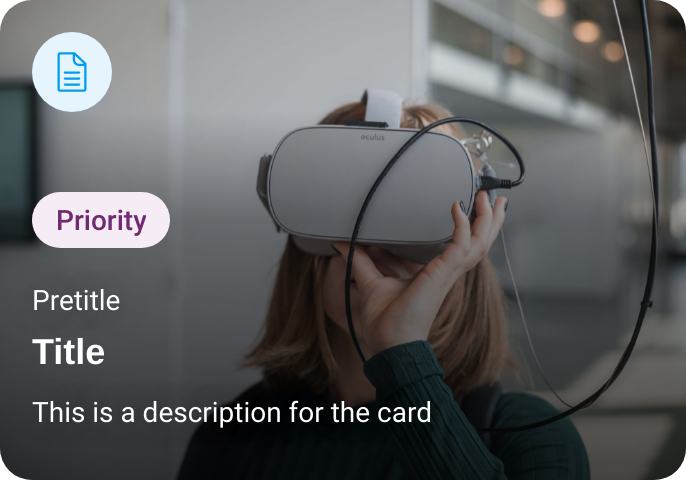 oculus
Priority
Pretitle
Title
This is a description for the card